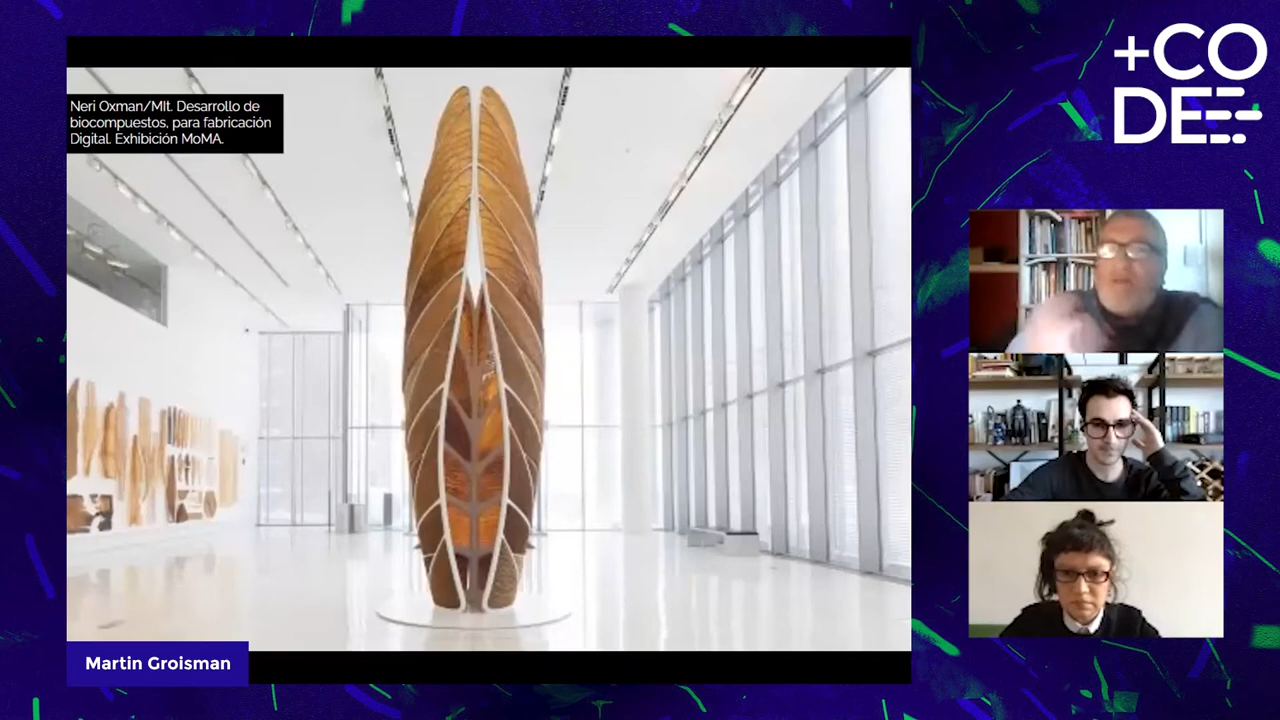 Neri Oxman/MIt. Desarrollo de
biocompuestos, para fabricación
Digital. Exhibición MoMA.
+CO
DE
Martin Groisman